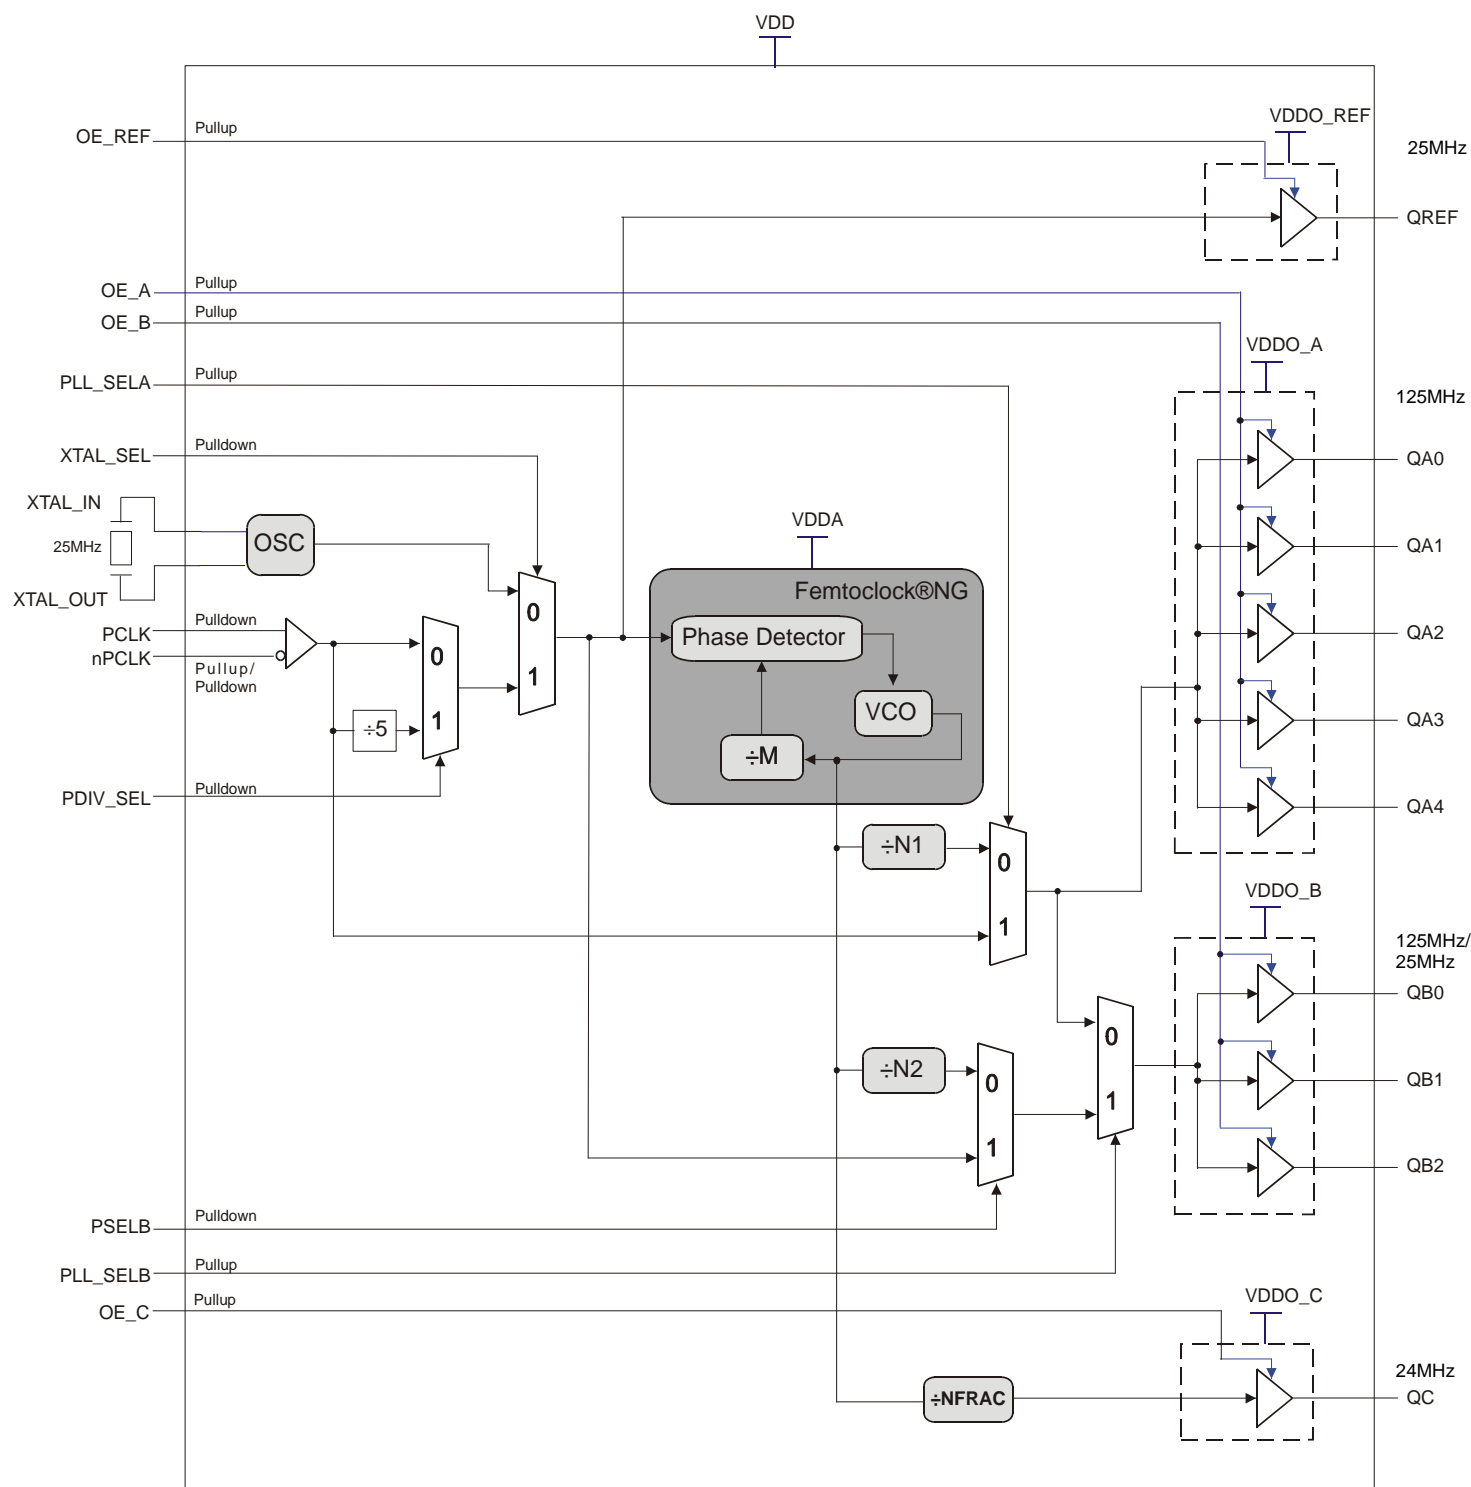 VDD
VDDO_REF
OE_REF
Pullup
25MHz
QREF
OE_A
Pullup
OE_B
Pullup
VDDO_A
PLL_SELA
Pullup
125MHz
XTAL_SEL
Pulldown
QA0
XTAL_IN
25MHz
OSC
XTAL_OUT
VDDA
QA1
Femtoclock®NG
0
1
PCLK
Pulldown
nPCLK
Pullup/
Pulldown
0
1
÷5
Phase Detector
VCO
÷M
QA2
QA3
PDIV_SEL
Pulldown
QA4
÷N1
0
1
VDDO_B
125MHz/
25MHz
QB0
÷N2
0
1
0
1
QB1
QB2
PSELB
Pulldown
PLL_SELB
Pullup
OE_C
Pullup
VDDO_C
24MHz
÷NFRAC
QC